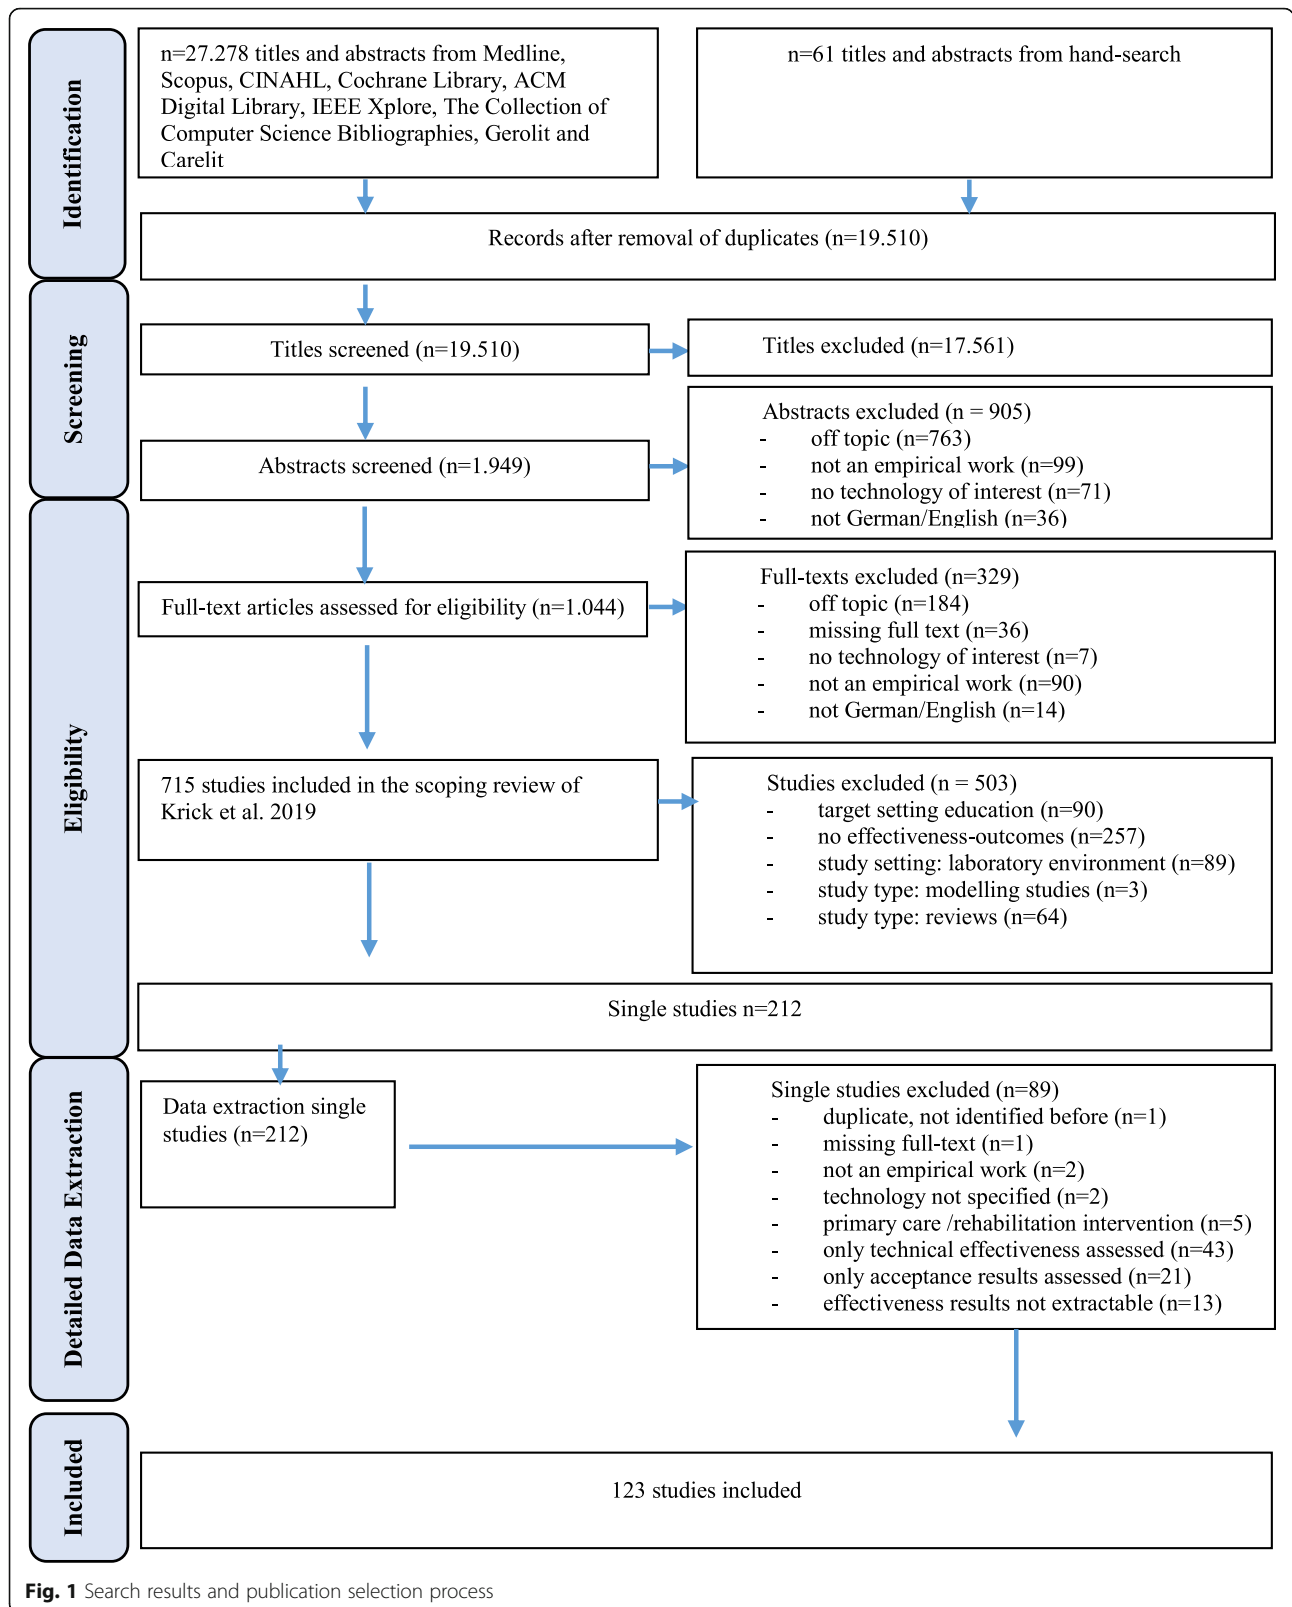 Identification
n=27.278 titles and abstracts from Medline,
Scopus, CINAHL, Cochrane Library, ACM
Digital Library, IEEE Xplore, The Collection of
Computer Science Bibliographies, Gerolit and
Carelit
n=61 titles and abstracts from hand-search
Records after removal of duplicates (n=19.510)
Screening
Titles screened (n=19.510)
Titles excluded (n=17.561)
Abstracts screened (n=1.949)
Abstracts excluded (n = 905)
- off topic (n=763)
- not an empirical work (n=99)
- no technology of interest (n=71)
- not German/English (n=36)
Eligibility
Full-text articles assessed for eligibility (n=1.044)
Full-texts excluded (n=329)
- off topic (n=184)
- missing full text (n=36)
- no technology of interest (n=7)
- not an empirical work (n=90)
- not German/English (n=14)
715 studies included in the scoping review of
Krick et al. 2019
Studies excluded (n = 503)
- target setting education (n=90)
- no effectiveness-outcomes (n=257)
- study setting: laboratory environment (n=89)
- study type: modelling studies (n=3)
- study type: reviews (n=64)
Single studies n=212
Detailed Data Extraction
Data extraction single
studies (n=212)
Single studies excluded (n=89)
- duplicate, not identified before (n=1)
- missing full-text (n=1)
- not an empirical work (n=2)
- technology not specified (n=2)
- primary care /rehabilitation intervention (n=5)
- only technical effectiveness assessed (n=43)
- only acceptance results assessed (n=21)
- effectiveness results not extractable (n=13)
Included
123 studies included
Fig. 1 Search results and publication selection process